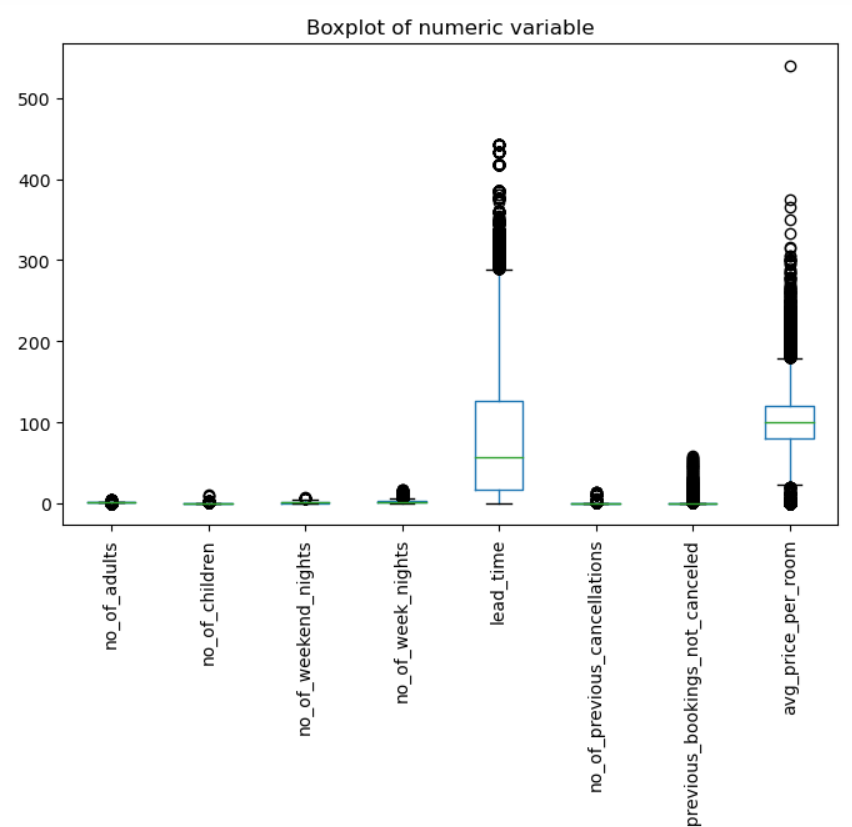 Boxplot of numeric variable
500
400
300
200
100
0
no_of_adults
no_of_children
no_of_weekend_nights
no_of_week_nights
lead_time
no_of_previous_cancellations
previous_bookings_not_canceled
avg_price_per_room